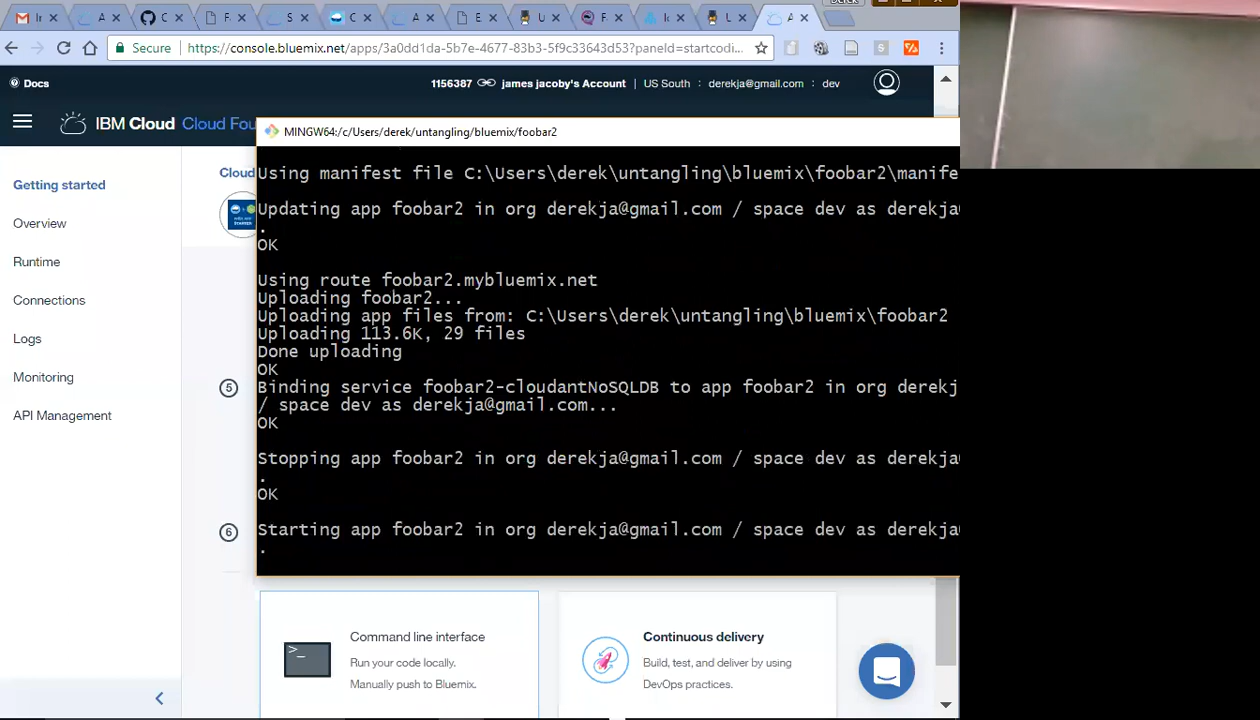 Secure
https://console.bluemix.net/apps/3a0dd1da-5b7e-4677-83b3-5f9c33643d53?paneId=startcodi...
Docs
1156387
james jacoby's Account
US South : derekja@gmail.com : dev
IBM Cloud
Cloud Fou
MINGW64:/c/Users/derek/untangling/bluemix/foobar2
Getting started
Overview
Runtime
Connections
Logs
Monitoring
API Management
Cloud
Using manifest file C:\Users\derek\untangling\bluemix\foobar2\manife
Updating app foobar2 in org derekja@gmail.com / space dev as derekja
.
OK
Using route foobar2.mybluemix.net
Uploading foobar2...
Uploading app files from: C:\Users\derek\untangling\bluemix\foobar2
Uploading 113.6K, 29 files
Done uploading
OK
Binding service foobar2-cloudantNoSQLDB to app foobar2 in org derekj
/ space dev as derekja@gmail.com...
OK
Stopping app foobar2 in org derekja@gmail.com / space dev as derekja
.
OK
Starting app foobar2 in org derekja@gmail.com / space dev as derekja
.
5
6
Command line interface
Run your code locally.
Manually push to Bluemix.
Continuous delivery
Build, test, and deliver by using
DevOps practices.